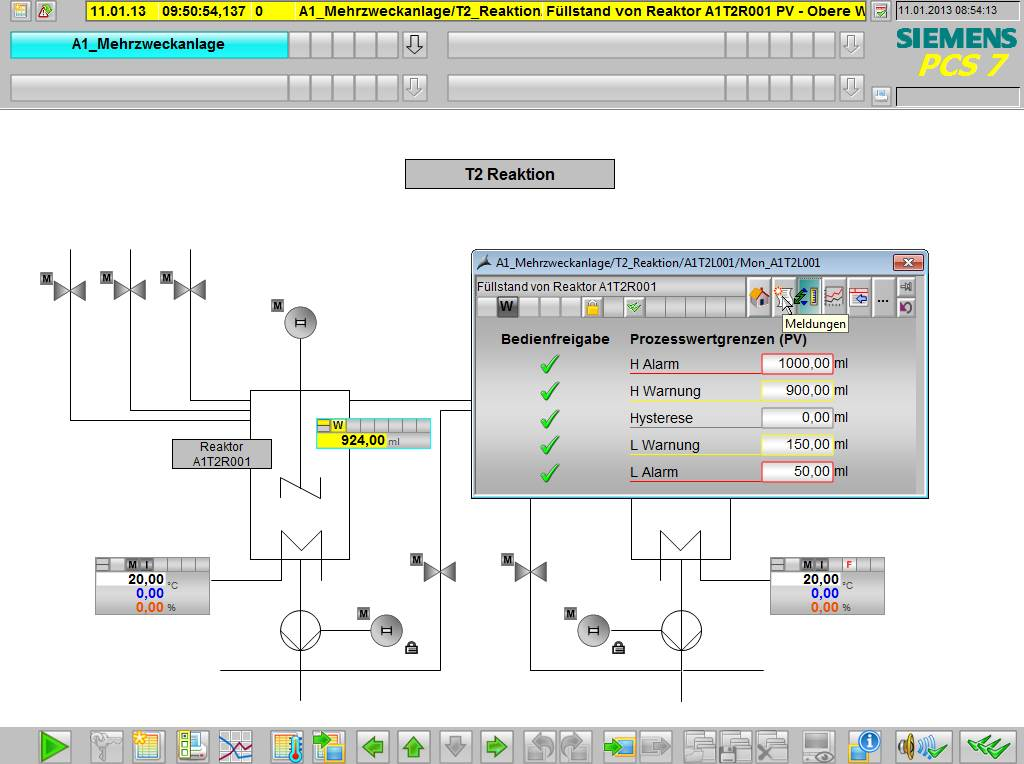 11.01.13 09:50:54,137 0 A1_Mehrzweckanlage/T2_Reaktion. Füllstand von Reaktor A1T2R001 PV - Obere W
11.01.2013 08:54:13
A1_Mehrzweckanlage
SIEMENS
PCS 7
T2 Reaktion
M M M
M
A1_Mehrzweckanlage/T2_Reaktion/A1T2L001/Mon_A1T2L001
Füllstand von Reaktor A1T2R001
W
...
Meldungen
Bedienfreigabe Prozesswertgrenzen (PV)
H Alarm 1000,00 ml
H Warnung 900,00 ml
Hysterese 0,00 ml
L Warnung 150,00 ml
L Alarm 50,00 ml
W
924,00 ml
Reaktor
A1T2R001
M M
M I
20,00 °C
0,00
0,00 %
M I F
20,00 °C
0,00
0,00 %
M M